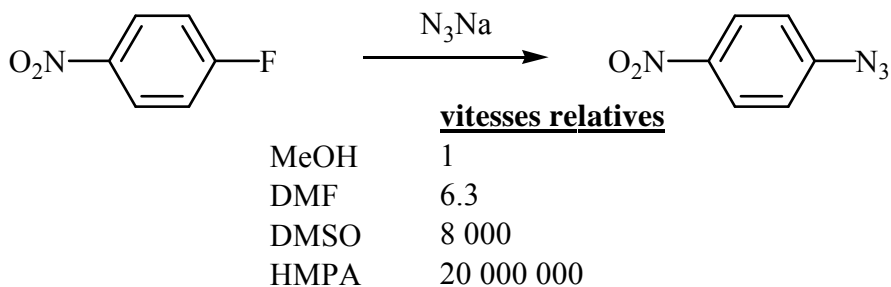 O₂N
F
N₃Na
O₂N
N₃
vitesses relatives
MeOH 1
DMF 6.3
DMSO 8 000
HMPA 20 000 000